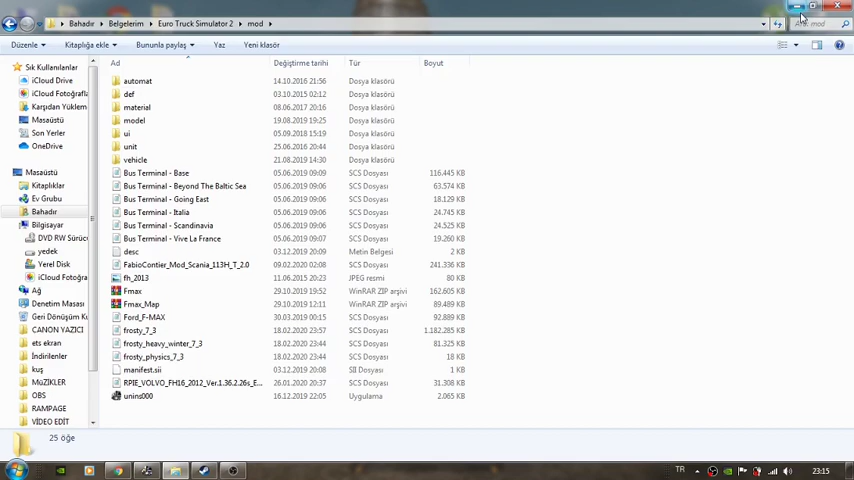 Bahadır ▸ Belgelerim ▸ Euro Truck Simulator 2 ▸ mod ▸
Ara: mod
Düzenle ▾ Kitaplığa ekle ▾ Bununla paylaş ▾ Yaz Yeni klasör
Ad Değiştirme tarihi Tür Boyut
Sık Kullanılanlar
iCloud Drive
iCloud Fotoğrafla
Karşıdan Yüklem
Masaüstü
Son Yerler
OneDrive
Masaüstü
Kitaplıklar
Ev Grubu
Bahadır
Bilgisayar
DVD RW Sürücü
yedek
Yerel Disk
iCloud Fotoğra
Ağ
Denetim Masası
Geri Dönüşüm Ku
CANON YAZICI
ets ekran
İndirilenler
kuş
MüZİKLER
OBS
RAMPAGE
VİDEO EDİT
automat 14.10.2016 21:56 Dosya klasörü
def 03.10.2015 02:12 Dosya klasörü
material 08.06.2017 20:16 Dosya klasörü
model 19.08.2019 19:25 Dosya klasörü
ui 05.09.2018 15:19 Dosya klasörü
unit 25.06.2016 20:44 Dosya klasörü
vehicle 21.08.2019 14:30 Dosya klasörü
Bus Terminal - Base 05.06.2019 09:09 SCS Dosyası 116.445 KB
Bus Terminal - Beyond The Baltic Sea 05.06.2019 09:09 SCS Dosyası 63.574 KB
Bus Terminal - Going East 05.06.2019 09:09 SCS Dosyası 18.129 KB
Bus Terminal - Italia 05.06.2019 09:09 SCS Dosyası 24.745 KB
Bus Terminal - Scandinavia 05.06.2019 09:09 SCS Dosyası 24.525 KB
Bus Terminal - Vive La France 05.06.2019 09:09 SCS Dosyası 19.260 KB
desc 03.12.2019 20:09 Metin Belgesi 2 KB
FabioContier_Mod_Scania_113H_T_2.0 09.02.2020 02:08 SCS Dosyası 241.336 KB
fh_2013 11.06.2015 20:23 JPEG resmi 80 KB
Fmax 29.10.2019 19:52 WinRAR ZIP arşivi 162.605 KB
Fmax_Map 29.10.2019 12:11 WinRAR ZIP arşivi 89.489 KB
Ford_F-MAX 30.03.2019 00:15 SCS Dosyası 92.889 KB
frosty_7_3 18.02.2020 23:57 SCS Dosyası 1.182.285 KB
frosty_heavy_winter_7_3 18.02.2020 23:44 SCS Dosyası 81.325 KB
frosty_physics_7_3 18.02.2020 23:44 SCS Dosyası 18 KB
manifest.sii 03.12.2019 20:08 SII Dosyası 1 KB
RPIE_VOLVO_FH16_2012_Ver.1.36.2.26s_E... 26.01.2020 20:37 SCS Dosyası 31.308 KB
unins000 16.12.2019 22:05 Uygulama 2.065 KB
25 öğe
TR 23:15